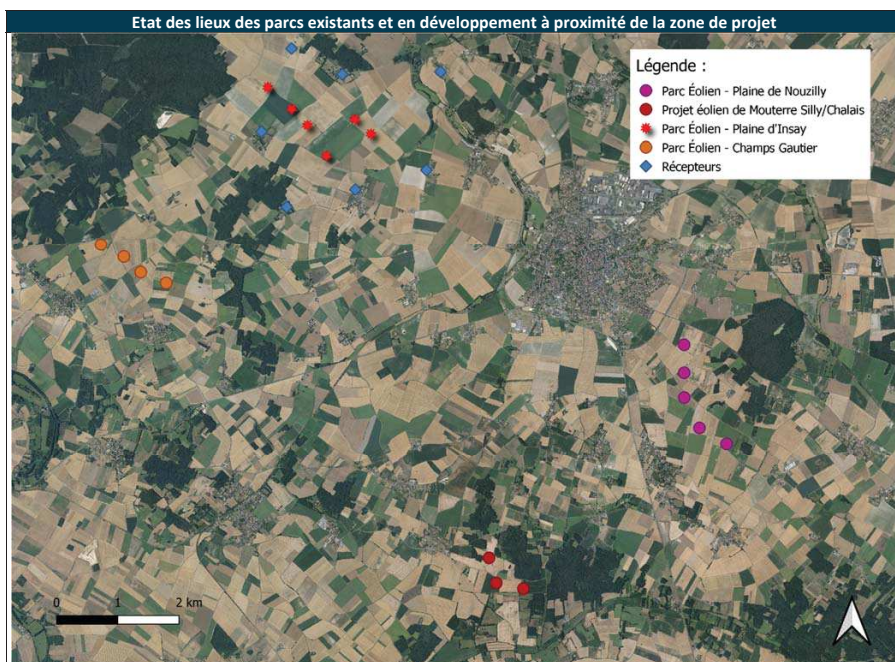 Etat des lieux des parcs existants et en développement à proximité de la zone de projet
Légende :
Parc Éolien - Plaine de Nouzilly
Projet éolien de Mouterre Silly/Chalais
Parc Éolien - Plaine d'Insay
Parc Éolien - Champs Gautier
Récepteurs
0 1 2 km